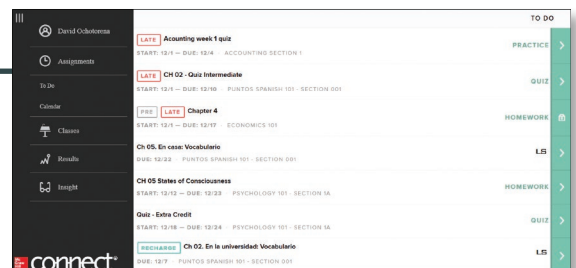 TO DO
David Ochotorena
Assignments
To Do
Calendar
Classes
Results
Insight
LATE Acounting week 1 quiz
START: 12/1 – DUE: 12/4 · ACCOUNTING SECTION 1
PRACTICE
LATE CH 02 - Quiz Intermediate
START: 12/1 – DUE: 12/10 · PUNTOS SPANISH 101 - SECTION 001
QUIZ
PRE LATE Chapter 4
START: 12/1 – DUE: 12/17 · ECONOMICS 101
HOMEWORK
Ch 05. En casa: Vocabulario
DUE: 12/22 · PUNTOS SPANISH 101 - SECTION 001
LS
CH 05 States of Consciousness
START: 12/12 – DUE: 12/23 · PSYCHOLOGY 101 - SECTION 1A
HOMEWORK
Quiz - Extra Credit
START: 12/18 – DUE: 12/24 · PSYCHOLOGY 101 - SECTION 1A
QUIZ
RECHARGE Ch 02. En la universidad: Vocabulario
DUE: 12/7 · PUNTOS SPANISH 101 - SECTION 001
LS
connect®